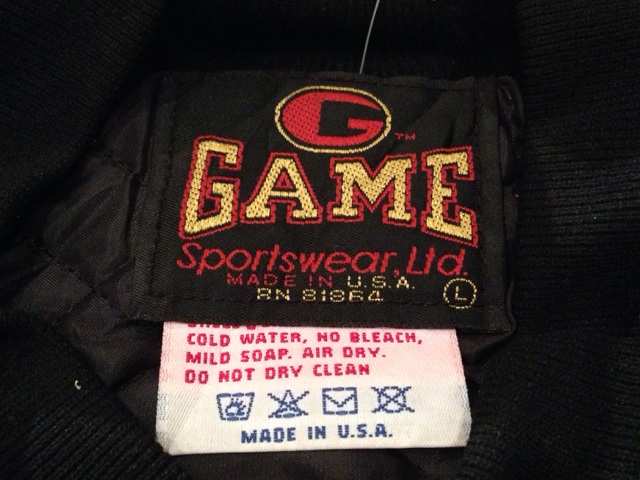 G™
GAME
Sportswear, Ltd.
MADE IN U.S.A.
RN 81864 L
COLD WATER, NO BLEACH,
MILD SOAP. AIR DRY.
DO NOT DRY CLEAN
MADE IN U.S.A.